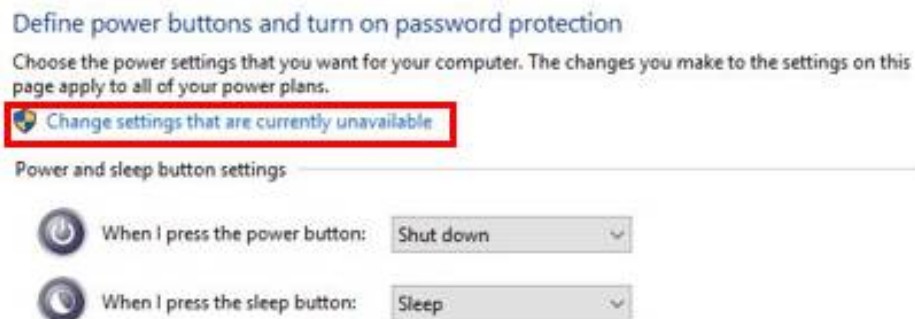 Define power buttons and turn on password protection
Choose the power settings that you want for your computer. The changes you make to the settings on this
page apply to all of your power plans.
Change settings that are currently unavailable
Power and sleep button settings
When I press the power button: Shut down
When I press the sleep button: Sleep